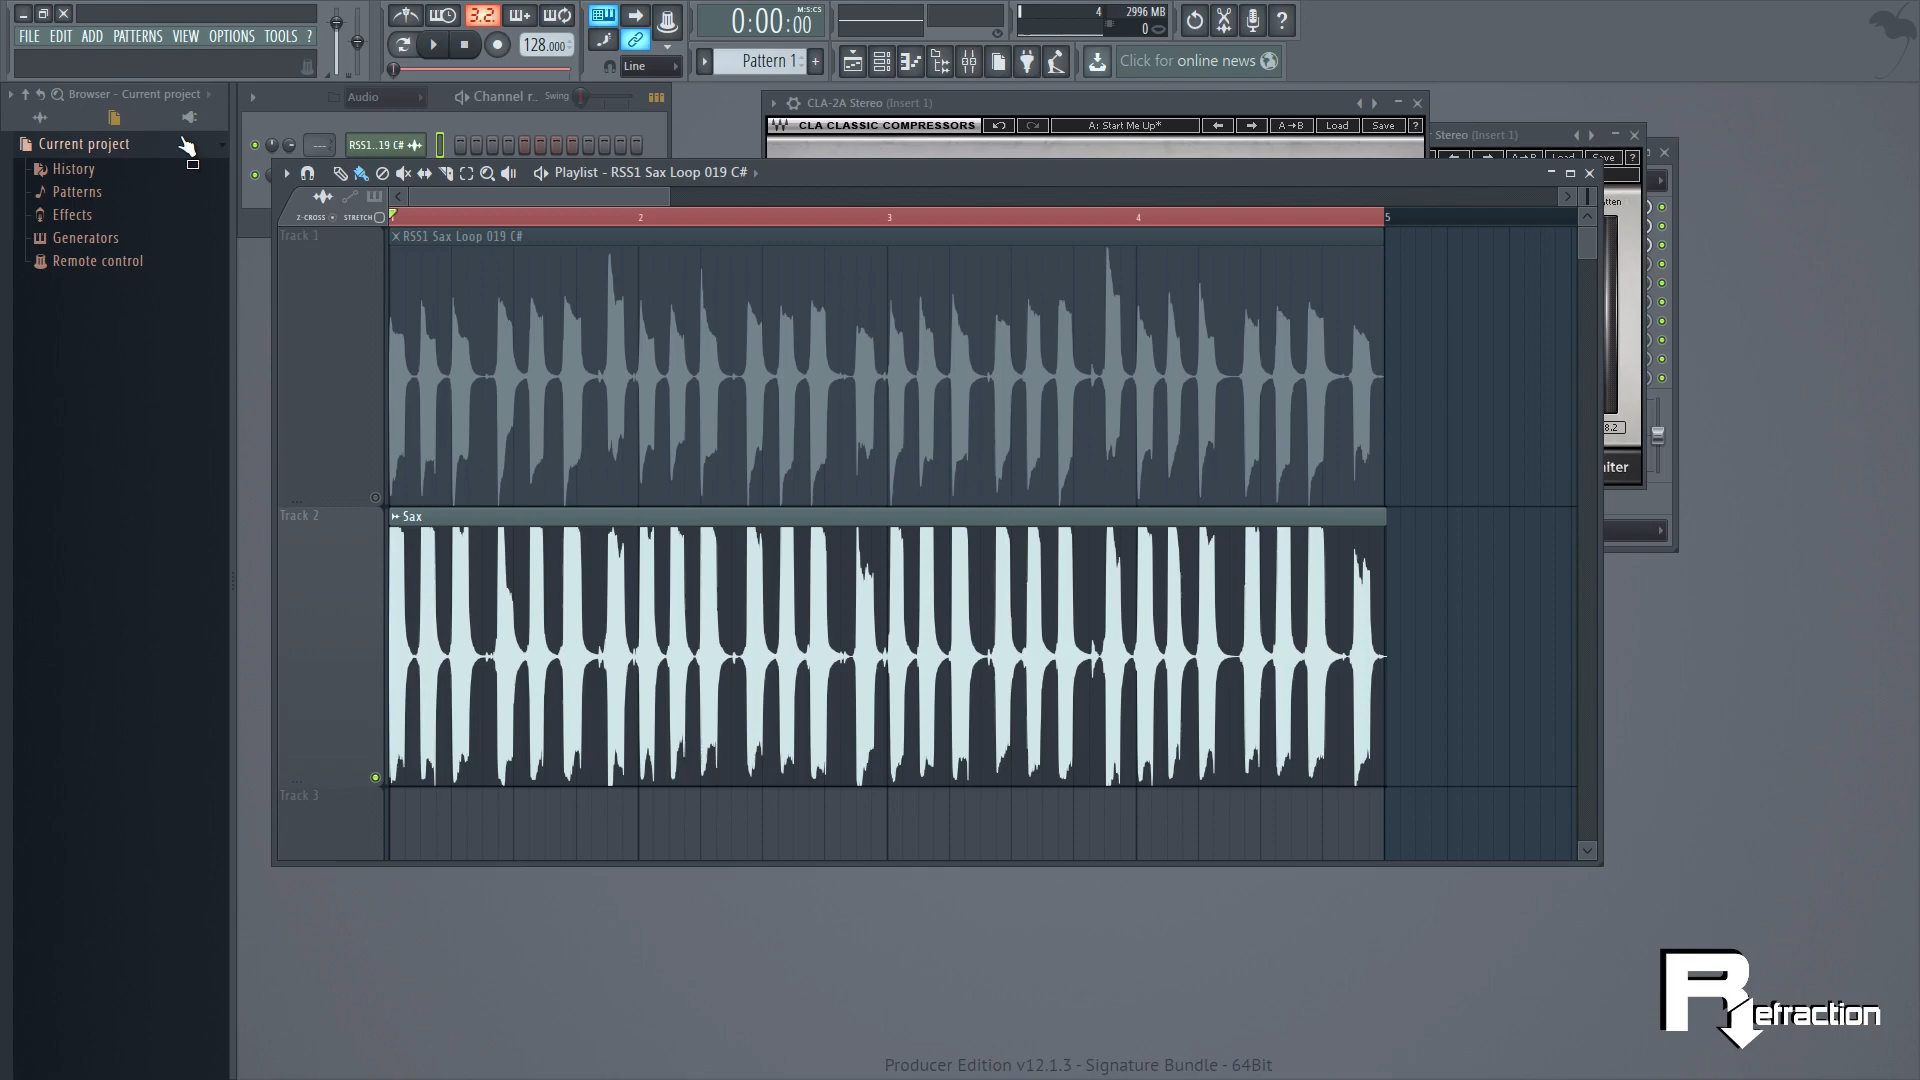 FILE EDIT ADD PATTERNS VIEW OPTIONS TOOLS ?
3.2.
128.000
Line
0:00:00
M:S:CS
4
2996 MB
0
Pattern 1
+
Click for online news
Browser - Current project
Current project
History
Patterns
Effects
Generators
Remote control
Audio
Channel r..
Swing
RSS1..19 C#
CLA-2A Stereo (Insert 1)
CLA CLASSIC COMPRESSORS
A: Start Me Up*
A→B
Load
Save
?
Stereo (Insert 1)
8.2
Playlist - RSS1 Sax Loop 019 C#
Z-CROSS
STRETCH
2
3
4
5
Track 1
RSS1 Sax Loop 019 C#
Track 2
Sax
Track 3
Refraction
Producer Edition v12.1.3 - Signature Bundle - 64Bit